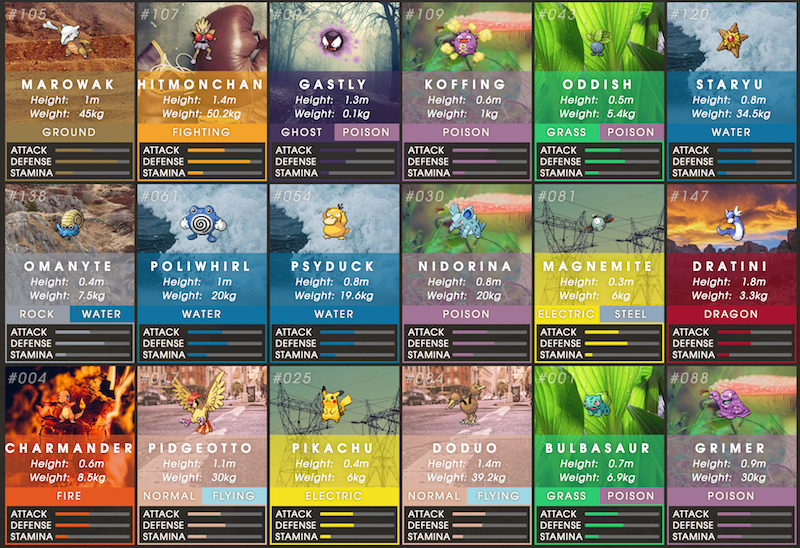 #105
MAROWAK
Height: 1m
Weight: 45kg
GROUND
ATTACK
DEFENSE
STAMINA
#107
HITMONCHAN
Height: 1.4m
Weight: 50.2kg
FIGHTING
ATTACK
DEFENSE
STAMINA
#092
GASTLY
Height: 1.3m
Weight: 0.1kg
GHOST POISON
ATTACK
DEFENSE
STAMINA
#109
KOFFING
Height: 0.6m
Weight: 1kg
POISON
ATTACK
DEFENSE
STAMINA
#043
ODDISH
Height: 0.5m
Weight: 5.4kg
GRASS POISON
ATTACK
DEFENSE
STAMINA
#120
STARYU
Height: 0.8m
Weight: 34.5kg
WATER
ATTACK
DEFENSE
STAMINA
#138
OMANYTE
Height: 0.4m
Weight: 7.5kg
ROCK WATER
ATTACK
DEFENSE
STAMINA
#061
POLIWHIRL
Height: 1m
Weight: 20kg
WATER
ATTACK
DEFENSE
STAMINA
#054
PSYDUCK
Height: 0.8m
Weight: 19.6kg
WATER
ATTACK
DEFENSE
STAMINA
#030
NIDORINA
Height: 0.8m
Weight: 20kg
POISON
ATTACK
DEFENSE
STAMINA
#081
MAGNEMITE
Height: 0.3m
Weight: 6kg
ELECTRIC STEEL
ATTACK
DEFENSE
STAMINA
#147
DRATINI
Height: 1.8m
Weight: 3.3kg
DRAGON
ATTACK
DEFENSE
STAMINA
#004
CHARMANDER
Height: 0.6m
Weight: 8.5kg
FIRE
ATTACK
DEFENSE
STAMINA
#017
PIDGEOTTO
Height: 1.1m
Weight: 30kg
NORMAL FLYING
ATTACK
DEFENSE
STAMINA
#025
PIKACHU
Height: 0.4m
Weight: 6kg
ELECTRIC
ATTACK
DEFENSE
STAMINA
#084
DODUO
Height: 1.4m
Weight: 39.2kg
NORMAL FLYING
ATTACK
DEFENSE
STAMINA
#001
BULBASAUR
Height: 0.7m
Weight: 6.9kg
GRASS POISON
ATTACK
DEFENSE
STAMINA
#088
GRIMER
Height: 0.9m
Weight: 30kg
POISON
ATTACK
DEFENSE
STAMINA